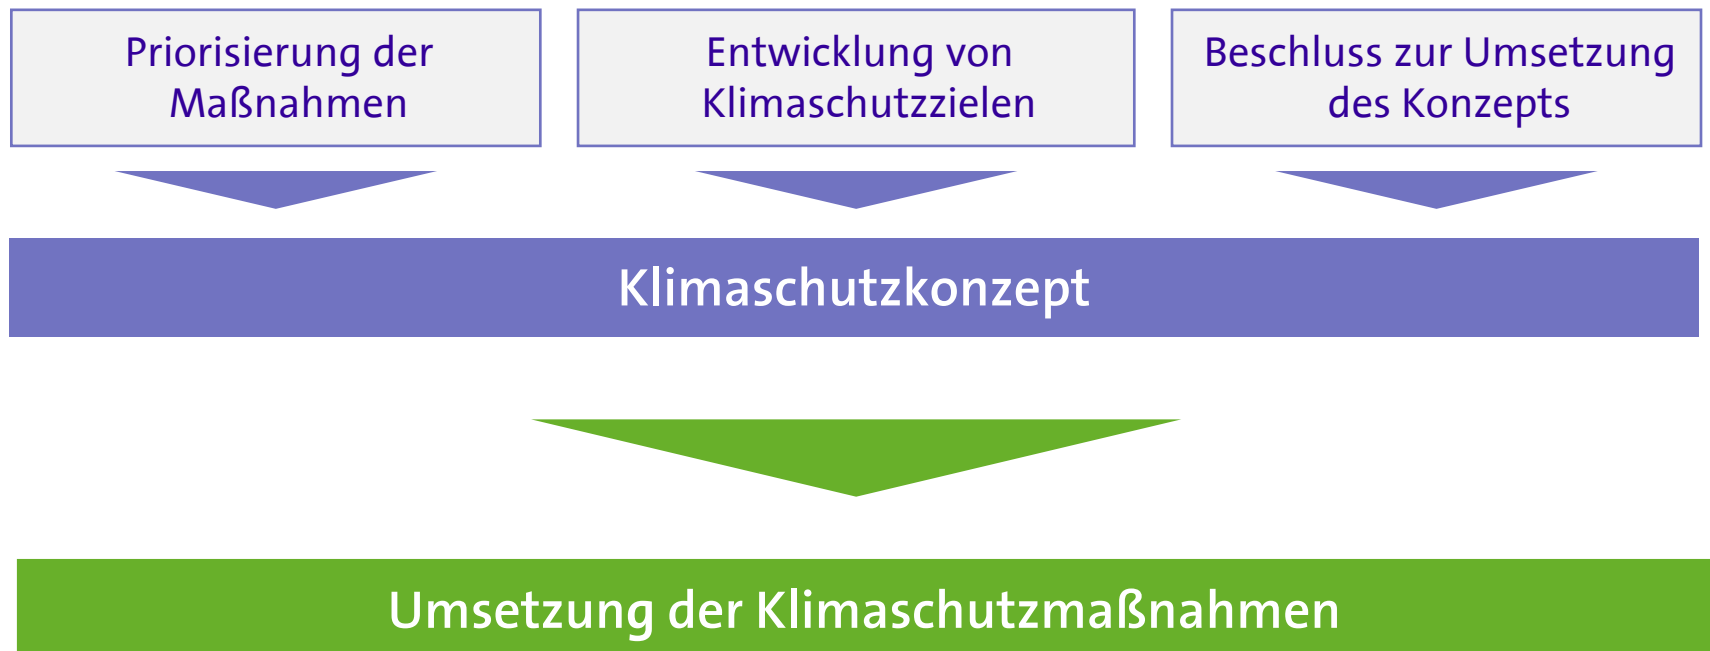 Priorisierung der
Maßnahmen
Entwicklung von
Klimaschutzzielen
Beschluss zur Umsetzung
des Konzepts
Klimaschutzkonzept
Umsetzung der Klimaschutzmaßnahmen